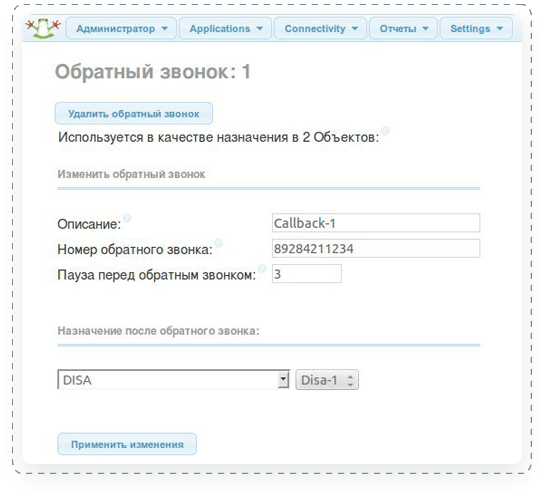 Администратор Applications Connectivity Отчеты Settings
Обратный звонок: 1
Удалить обратный звонок
Используется в качестве назначения в 2 Объектов:
Изменить обратный звонок
Описание: Callback-1
Номер обратного звонка: 89284211234
Пауза перед обратным звонком: 3
Назначение после обратного звонка:
DISA Disa-1
Применить изменения